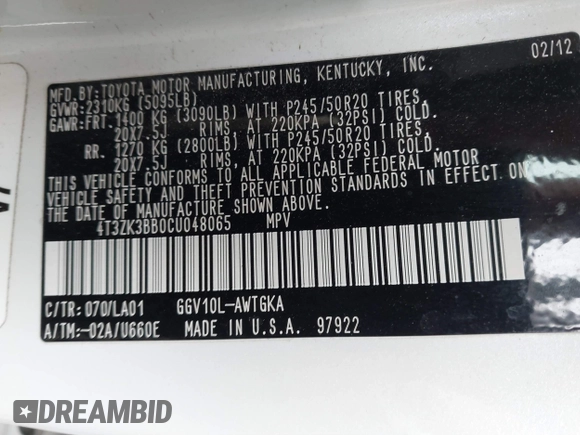 02/12
MFD.BY:TOYOTA MOTOR MANUFACTURING, KENTUCKY, INC.
GVWR:2310KG (5095LB)
GAWR:FRT.1400 KG (3090LB) WITH P245/50R20 TIRES,
20X7.5J RIMS, AT 220KPA (32PSI) COLD.
RR. 1270 KG (2800LB) WITH P245/50R20 TIRES,
20X7.5J RIMS, AT 220KPA (32PSI) COLD.
THIS VEHICLE CONFORMS TO ALL APPLICABLE FEDERAL MOTOR
VEHICLE SAFETY AND THEFT PREVENTION STANDARDS IN
EFFECT ON THE DATE OF MANUFACTURE SHOWN ABOVE.
4T3ZK3BB0CU048065 MPV
C/TR:070/LA01 GGV10L-AWTGKA
A/TM:-02A/U660E MADE IN U.S.A. 97922
DREAMBID